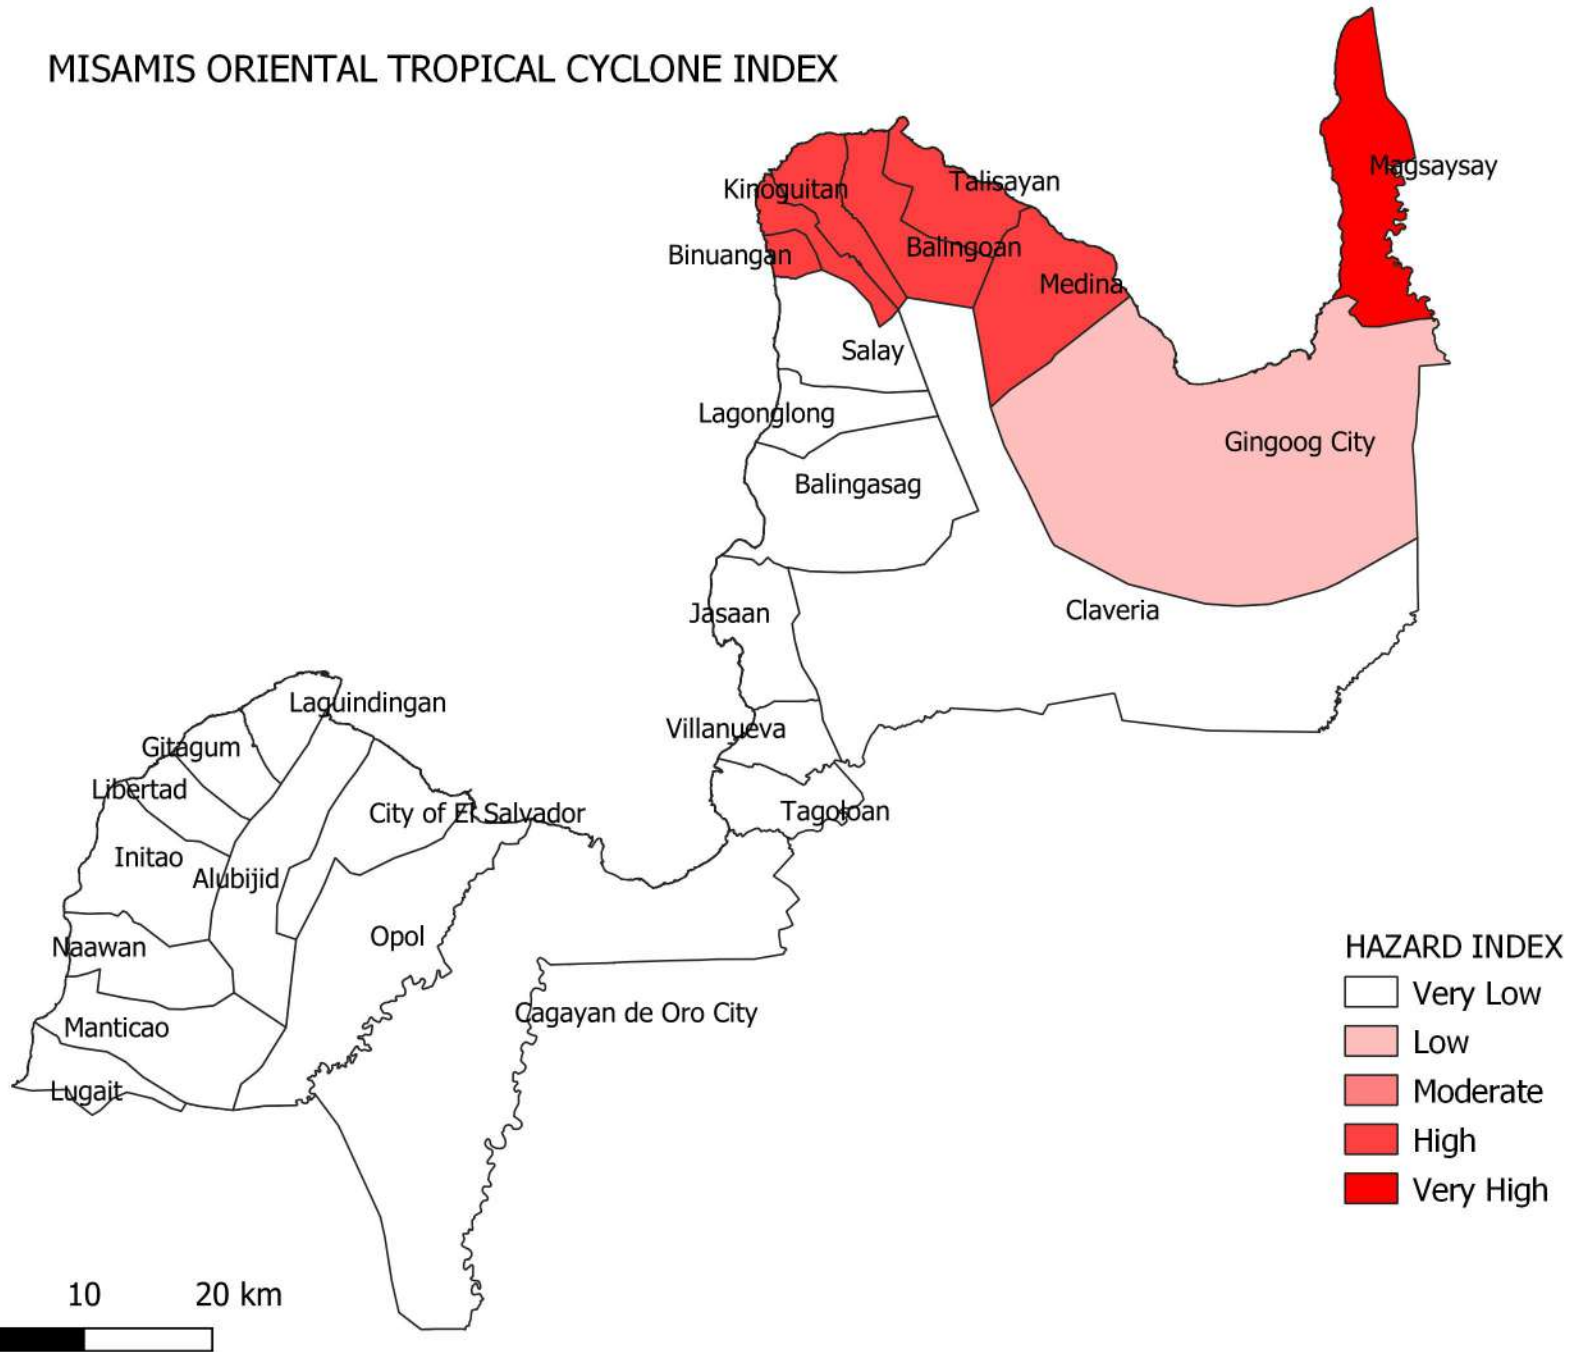 MISAMIS ORIENTAL TROPICAL CYCLONE INDEX
Magsaysay
Talisayan
Kinoguitan
Balingoan
Binuangan
Medina
Salay
Lagonglong
Gingoog City
Balingasag
Claveria
Jasaan
Laguindingan
Villanueva
Gitagum
Libertad
City of El Salvador
Tagoloan
Initao
Alubijid
Opol
Naawan
Cagayan de Oro City
Manticao
Lugait
HAZARD INDEX
Very Low
Low
Moderate
High
Very High
10 20 km